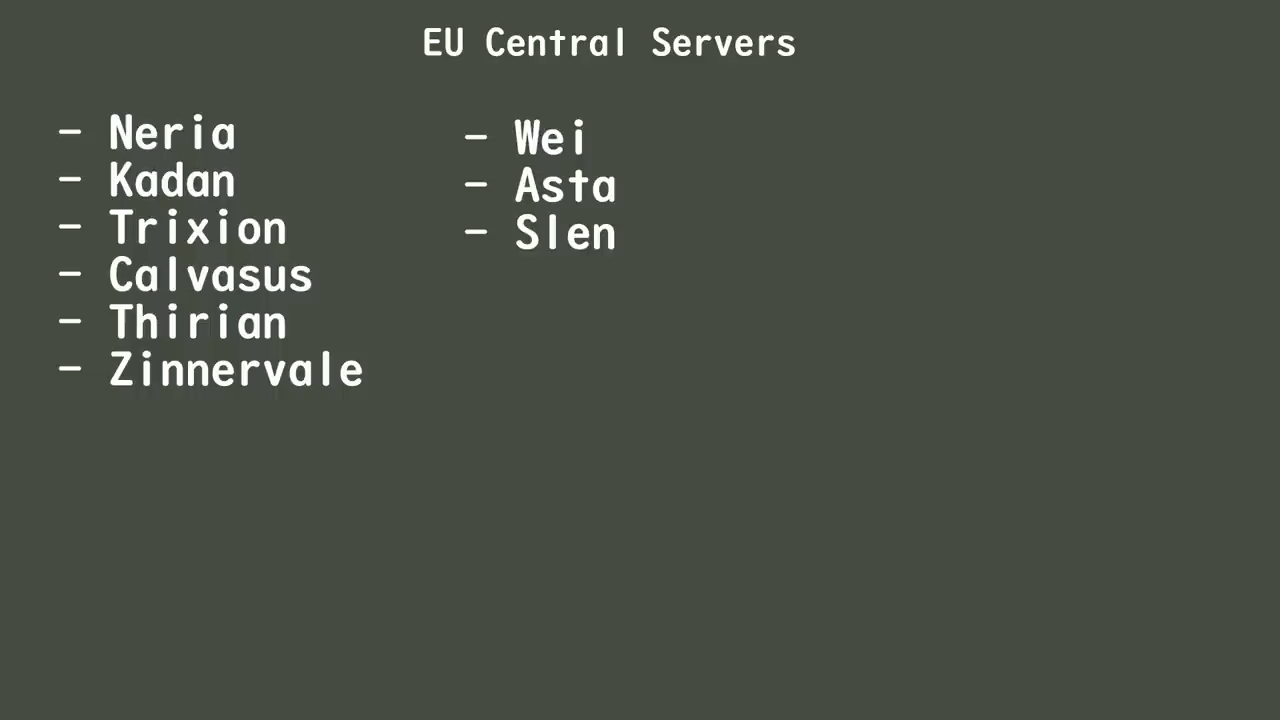 EU Central Servers
- Neria
- Kadan
- Trixion
- Calvasus
- Thirian
- Zinnervale
- Wei
- Asta
- Slen